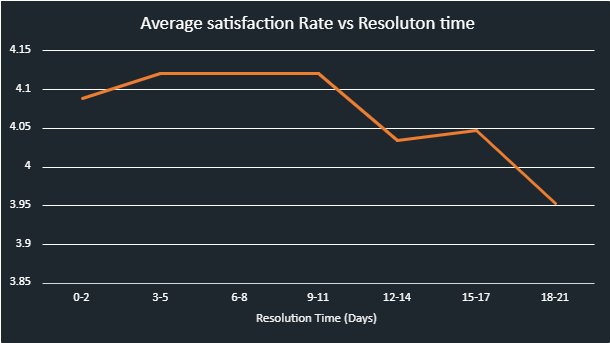 Average satisfaction Rate vs Resoluton time
4.15
4.1
4.05
4
3.95
3.9
3.85
0-2 3-5 6-8 9-11 12-14 15-17 18-21
Resolution Time (Days)